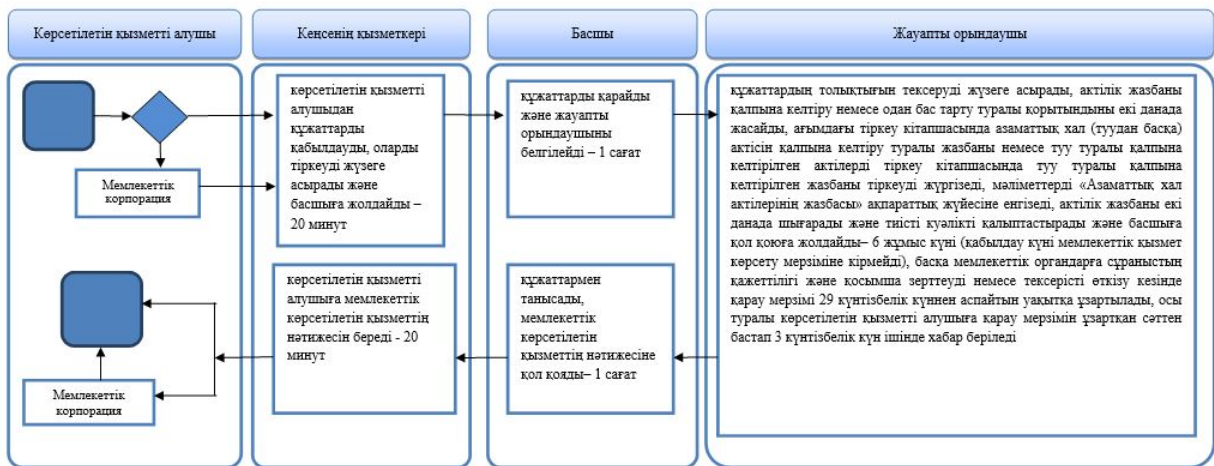 Көрсетілетін қызметті алушы
Кеңсенің қызметкері
Басшы
Жауапты орындаушы
Мемлекеттік
корпорация
көрсетілетін қызметті
алушыдан
құжаттарды
қабылдауды, оларды
тіркеуді жүзеге
асырады және
басшыға жолдайды –
20 минут
құжаттарды қарайды
және жауапты
орындаушыны
белгілейді – 1 сағат
құжаттардың толықтығын тексеруді жүзеге асырады, актілік жазбаны
қалпына келтіру немесе одан бас тарту туралы қорытындыны екі данада
жасайды, ағымдағы тіркеу кітапшасында азаматтық хал (туудан басқа)
актісін қалпына келтіру туралы жазбаны немесе туу туралы қалпына
келтірілген актілерді тіркеу кітапшасында туу туралы қалпына
келтірілген жазбаны тіркеуді жүргізеді, мәліметтерді «Азаматтық хал
актілерінің жазбасы» ақпараттық жүйесіне енгізеді, актілік жазбаны екі
данада шығарады және тиісті куәлікті қалыптастырады және басшыға
қол қоюға жолдайды– 6 жұмыс күні (қабылдау күні мемлекеттік қызмет
көрсету мерзіміне кірмейді), басқа мемлекеттік органдарға сұраныстың
қажеттілігі және қосымша зерттеуді немесе тексерісті өткізу кезінде
қарау мерзімі 29 күнтізбелік күннен аспайтын уақытка ұзартылады, осы
туралы көрсетілетін қызметті алушыға қарау мерзімін ұзартқан сәттен
бастап 3 күнтізбелік күн ішінде хабар беріледі
көрсетілетін қызметті
алушыға мемлекеттік
көрсетілетін қызметтің
нәтижесін береді - 20
минут
құжаттармен
танысады,
мемлекеттік
көрсетілетін
қызметтің нәтижесіне
қол қояды– 1 сағат
Мемлекеттік
корпорация